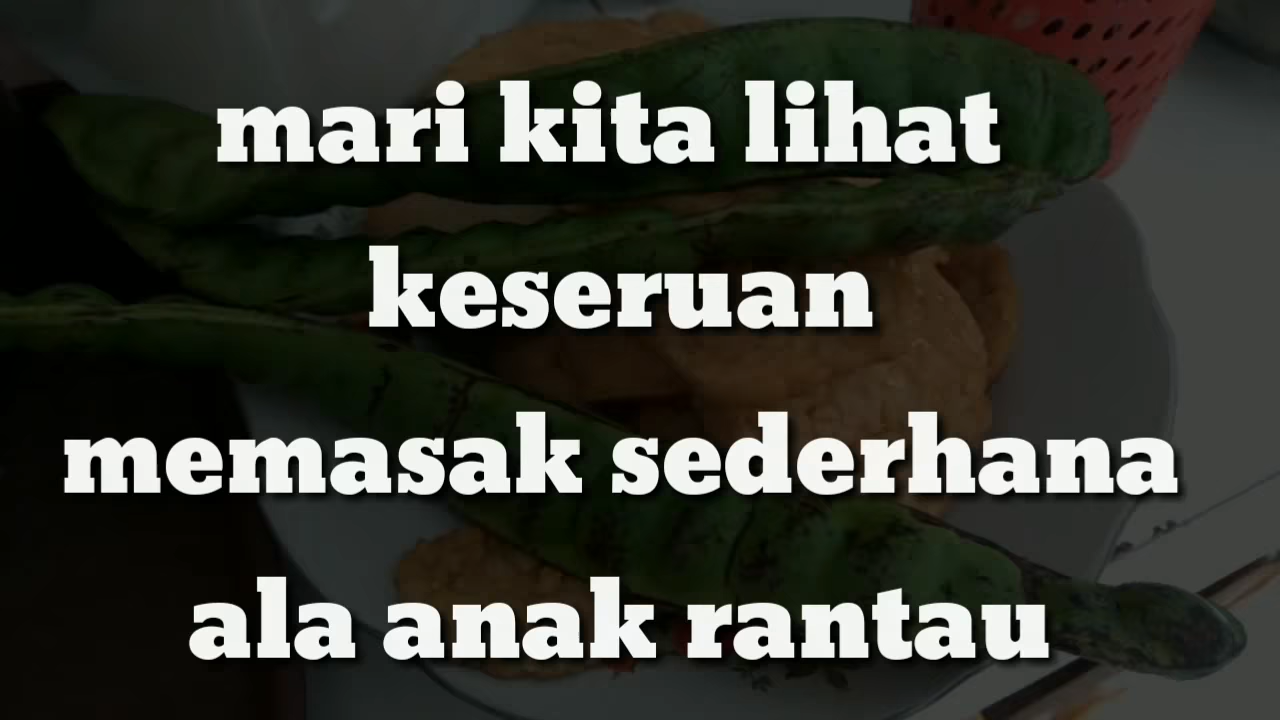 mari kita lihat
keseruan
memasak sederhana
ala anak rantau